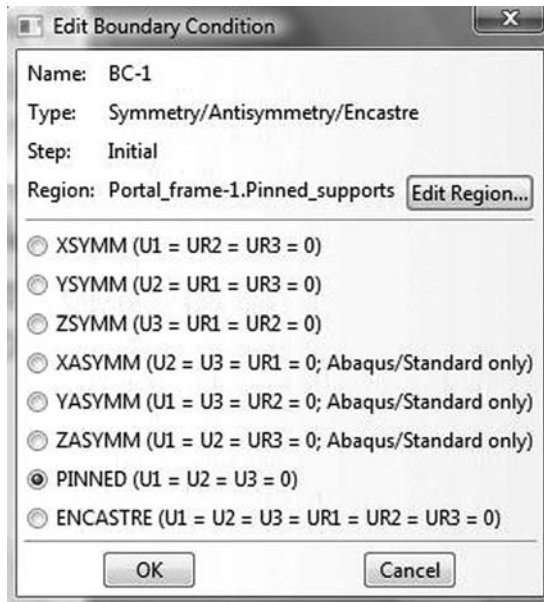 Edit Boundary Condition
Name: BC-1
Type: Symmetry/Antisymmetry/Encastre
Step: Initial
Region: Portal_frame-1.Pinned_supports Edit Region...
XSYMM (U1 = UR2 = UR3 = 0)
YSYMM (U2 = UR1 = UR3 = 0)
ZSYMM (U3 = UR1 = UR2 = 0)
XASYMM (U2 = U3 = UR1 = 0; Abaqus/Standard only)
YASYMM (U1 = U3 = UR2 = 0; Abaqus/Standard only)
ZASYMM (U1 = U2 = UR3 = 0; Abaqus/Standard only)
PINNED (U1 = U2 = U3 = 0)
ENCASTRE (U1 = U2 = U3 = UR1 = UR2 = UR3 = 0)
OK Cancel